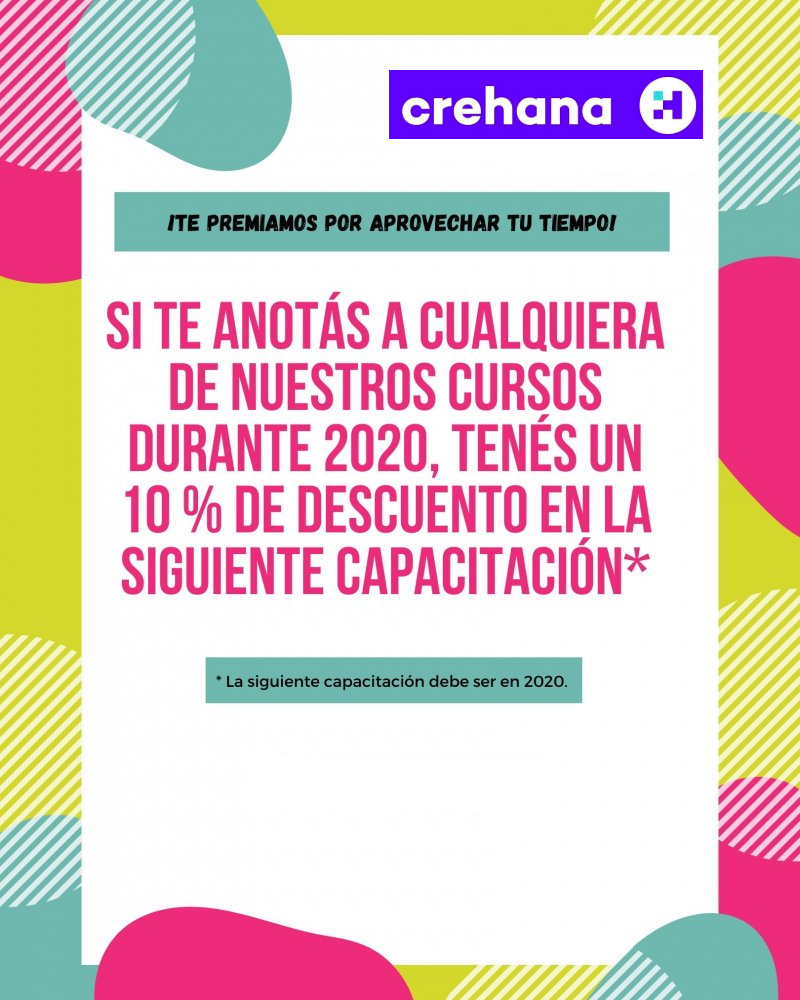 crehana
¡TE PREMIAMOS POR APROVECHAR TU TIEMPO!
SI TE ANOTÁS A CUALQUIERA
DE NUESTROS CURSOS
DURANTE 2020, TENÉS UN
10 % DE DESCUENTO EN LA
SIGUIENTE CAPACITACIÓN*
* La siguiente capacitación debe ser en 2020.